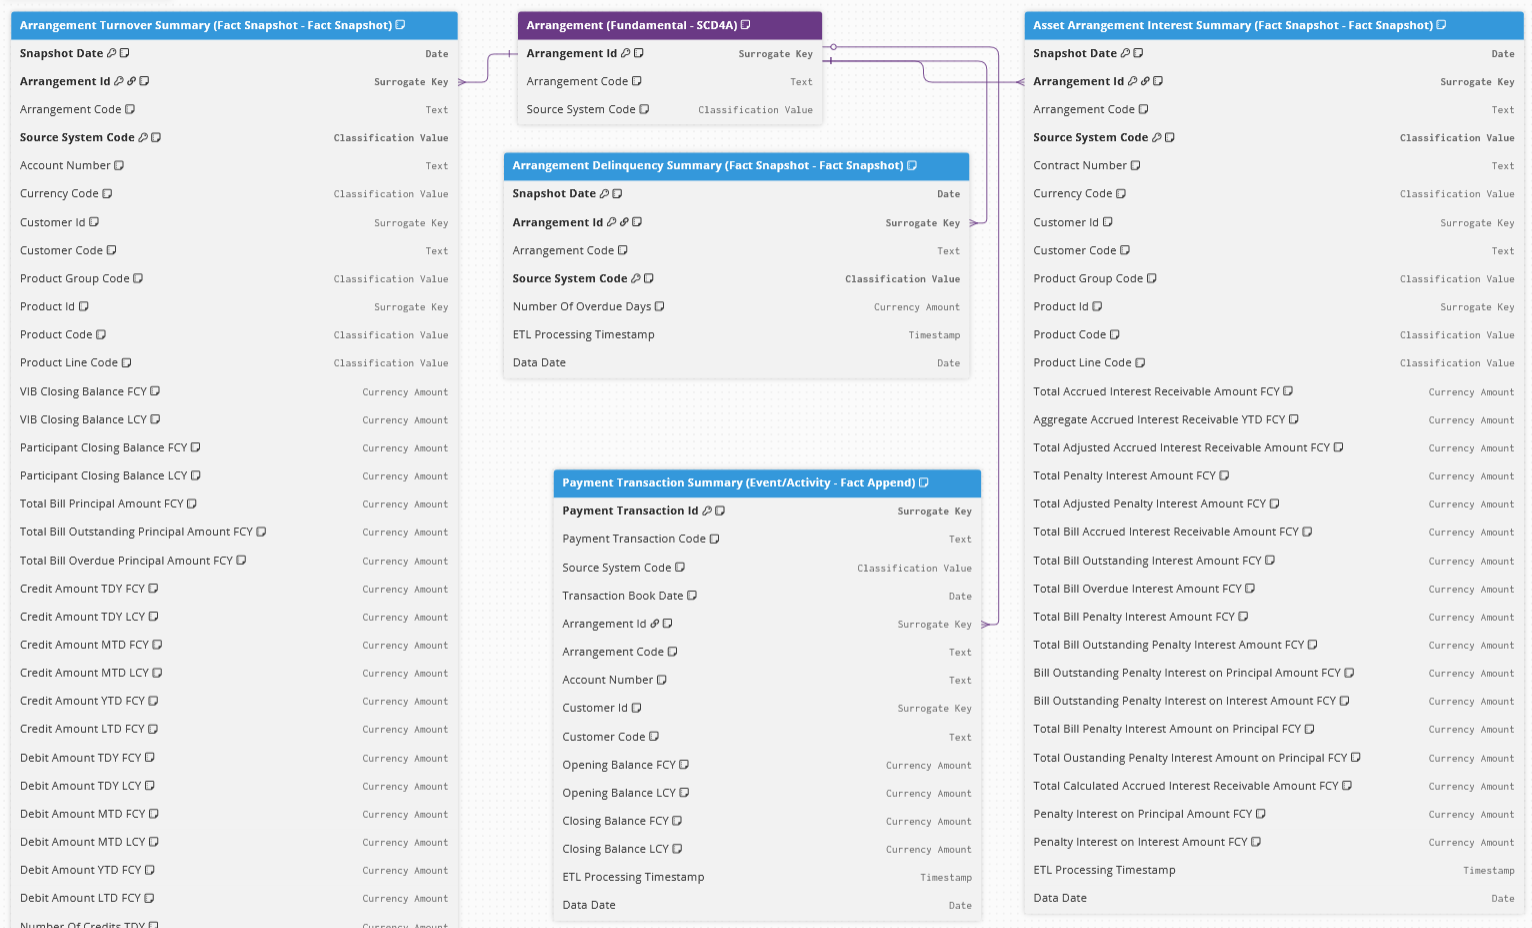 Arrangement Turnover Summary (Fact Snapshot - Fact Snapshot)
Snapshot Date Date
Arrangement Id Surrogate Key
Arrangement Code Text
Source System Code Classification Value
Account Number Text
Currency Code Classification Value
Customer Id Surrogate Key
Customer Code Text
Product Group Code Classification Value
Product Id Surrogate Key
Product Code Classification Value
Product Line Code Classification Value
VIB Closing Balance FCY Currency Amount
VIB Closing Balance LCY Currency Amount
Participant Closing Balance FCY Currency Amount
Participant Closing Balance LCY Currency Amount
Total Bill Principal Amount FCY Currency Amount
Total Bill Outstanding Principal Amount FCY Currency Amount
Total Bill Overdue Principal Amount FCY Currency Amount
Credit Amount TDY FCY Currency Amount
Credit Amount TDY LCY Currency Amount
Credit Amount MTD FCY Currency Amount
Credit Amount MTD LCY Currency Amount
Credit Amount YTD FCY Currency Amount
Credit Amount LTD FCY Currency Amount
Debit Amount TDY FCY Currency Amount
Debit Amount TDY LCY Currency Amount
Debit Amount MTD FCY Currency Amount
Debit Amount MTD LCY Currency Amount
Debit Amount YTD FCY Currency Amount
Debit Amount LTD FCY Currency Amount
Number Of Credits TDY Currency Amount
Arrangement (Fundamental - SCD4A)
Arrangement Id Surrogate Key
Arrangement Code Text
Source System Code Classification Value
Arrangement Delinquency Summary (Fact Snapshot - Fact Snapshot)
Snapshot Date Date
Arrangement Id Surrogate Key
Arrangement Code Text
Source System Code Classification Value
Number Of Overdue Days Currency Amount
ETL Processing Timestamp Timestamp
Data Date Date
Payment Transaction Summary (Event/Activity - Fact Append)
Payment Transaction Id Surrogate Key
Payment Transaction Code Text
Source System Code Classification Value
Transaction Book Date Date
Arrangement Id Surrogate Key
Arrangement Code Text
Account Number Text
Customer Id Surrogate Key
Customer Code Text
Opening Balance FCY Currency Amount
Opening Balance LCY Currency Amount
Closing Balance FCY Currency Amount
Closing Balance LCY Currency Amount
ETL Processing Timestamp Timestamp
Data Date Date
Asset Arrangement Interest Summary (Fact Snapshot - Fact Snapshot)
Snapshot Date Date
Arrangement Id Surrogate Key
Arrangement Code Text
Source System Code Classification Value
Contract Number Text
Currency Code Classification Value
Customer Id Surrogate Key
Customer Code Text
Product Group Code Classification Value
Product Id Surrogate Key
Product Code Classification Value
Product Line Code Classification Value
Total Accrued Interest Receivable Amount FCY Currency Amount
Aggregate Accrued Interest Receivable YTD FCY Currency Amount
Total Adjusted Accrued Interest Receivable Amount FCY Currency Amount
Total Penalty Interest Amount FCY Currency Amount
Total Adjusted Penalty Interest Amount FCY Currency Amount
Total Bill Accrued Interest Receivable Amount FCY Currency Amount
Total Bill Outstanding Interest Amount FCY Currency Amount
Total Bill Overdue Interest Amount FCY Currency Amount
Total Bill Penalty Interest Amount FCY Currency Amount
Total Bill Outstanding Penalty Interest Amount FCY Currency Amount
Bill Outstanding Penalty Interest on Principal Amount FCY Currency Amount
Bill Outstanding Penalty Interest on Interest Amount FCY Currency Amount
Total Bill Penalty Interest Amount on Principal FCY Currency Amount
Total Oustanding Penalty Interest Amount on Principal FCY Currency Amount
Total Calculated Accrued Interest Receivable Amount FCY Currency Amount
Penalty Interest on Principal Amount FCY Currency Amount
Penalty Interest on Interest Amount FCY Currency Amount
ETL Processing Timestamp Timestamp
Data Date Date